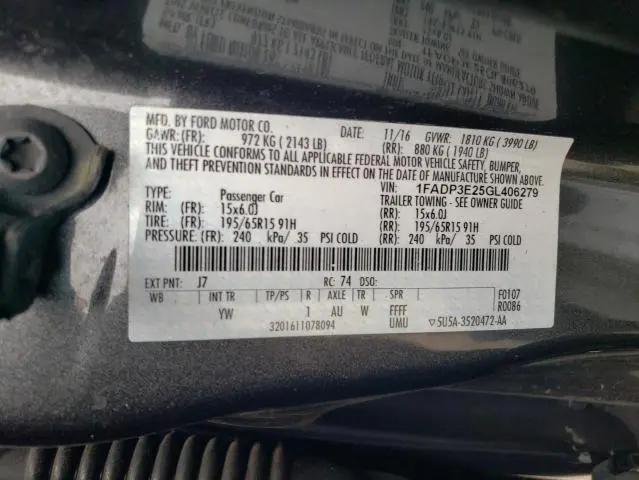 MFD. BY FORD MOTOR CO.
DATE: 11/16 GVWR: 1810 KG ( 3990 LB)
GAWR: (FR): 972 KG ( 2143 LB) (RR): 880 KG ( 1940 LB)
THIS VEHICLE CONFORMS TO ALL APPLICABLE FEDERAL MOTOR VEHICLE SAFETY, BUMPER,
AND THEFT PREVENTION STANDARDS IN EFFECT ON THE DATE OF MANUFACTURE SHOWN ABOVE.
VIN: 1FADP3E25GL406279
TYPE: Passenger Car TRAILER TOWING - SEE OWNER GUIDE
RIM: (FR): 15x6.0J (RR): 15x6.0J
TIRE: (FR): 195/65R15 91H (RR): 195/65R15 91H
PRESSURE: (FR): 240 kPa/ 35 PSI COLD (RR): 240 kPa/ 35 PSI COLD
EXT PNT: J7 RC: 74 DSO:
WB INT TR TP/PS R AXLE TR SPR F0107
YW 1 AU W FFFF R0086
3201611078094 UMU ▽5U5A-3520472-AA